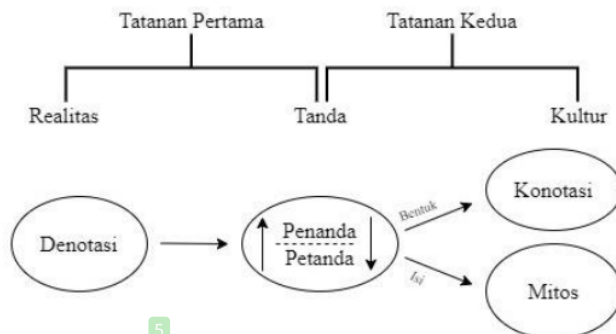 Tatanan Pertama Tatanan Kedua
Realitas Tanda Kultur
Konotasi
Bentuk
Denotasi
Penanda
Petanda
Isi
Mitos
5